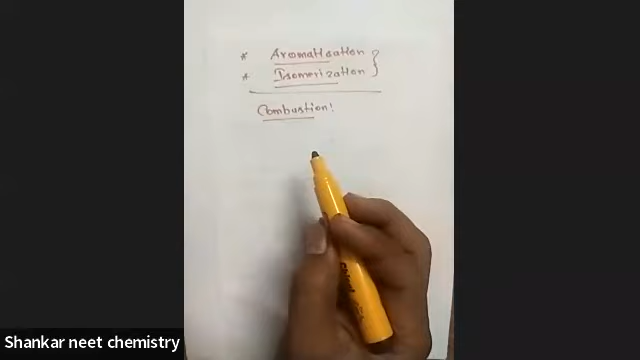 * Aromatisation
* Isomerization }
Combustion!
Shankar neet chemistry